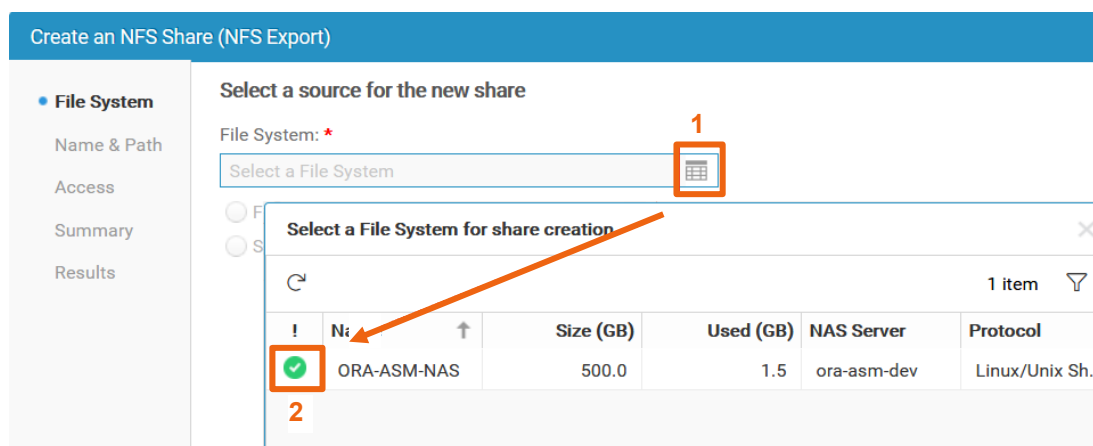 Create an NFS Share (NFS Export)
File System
Name & Path
Access
Summary
Results
Select a source for the new share
File System: *
1
Select a File System
F
S
Select a File System for share creation
1 item
! Na Size (GB) Used (GB) NAS Server Protocol
ORA-ASM-NAS 500.0 1.5 ora-asm-dev Linux/Unix Sh.
2